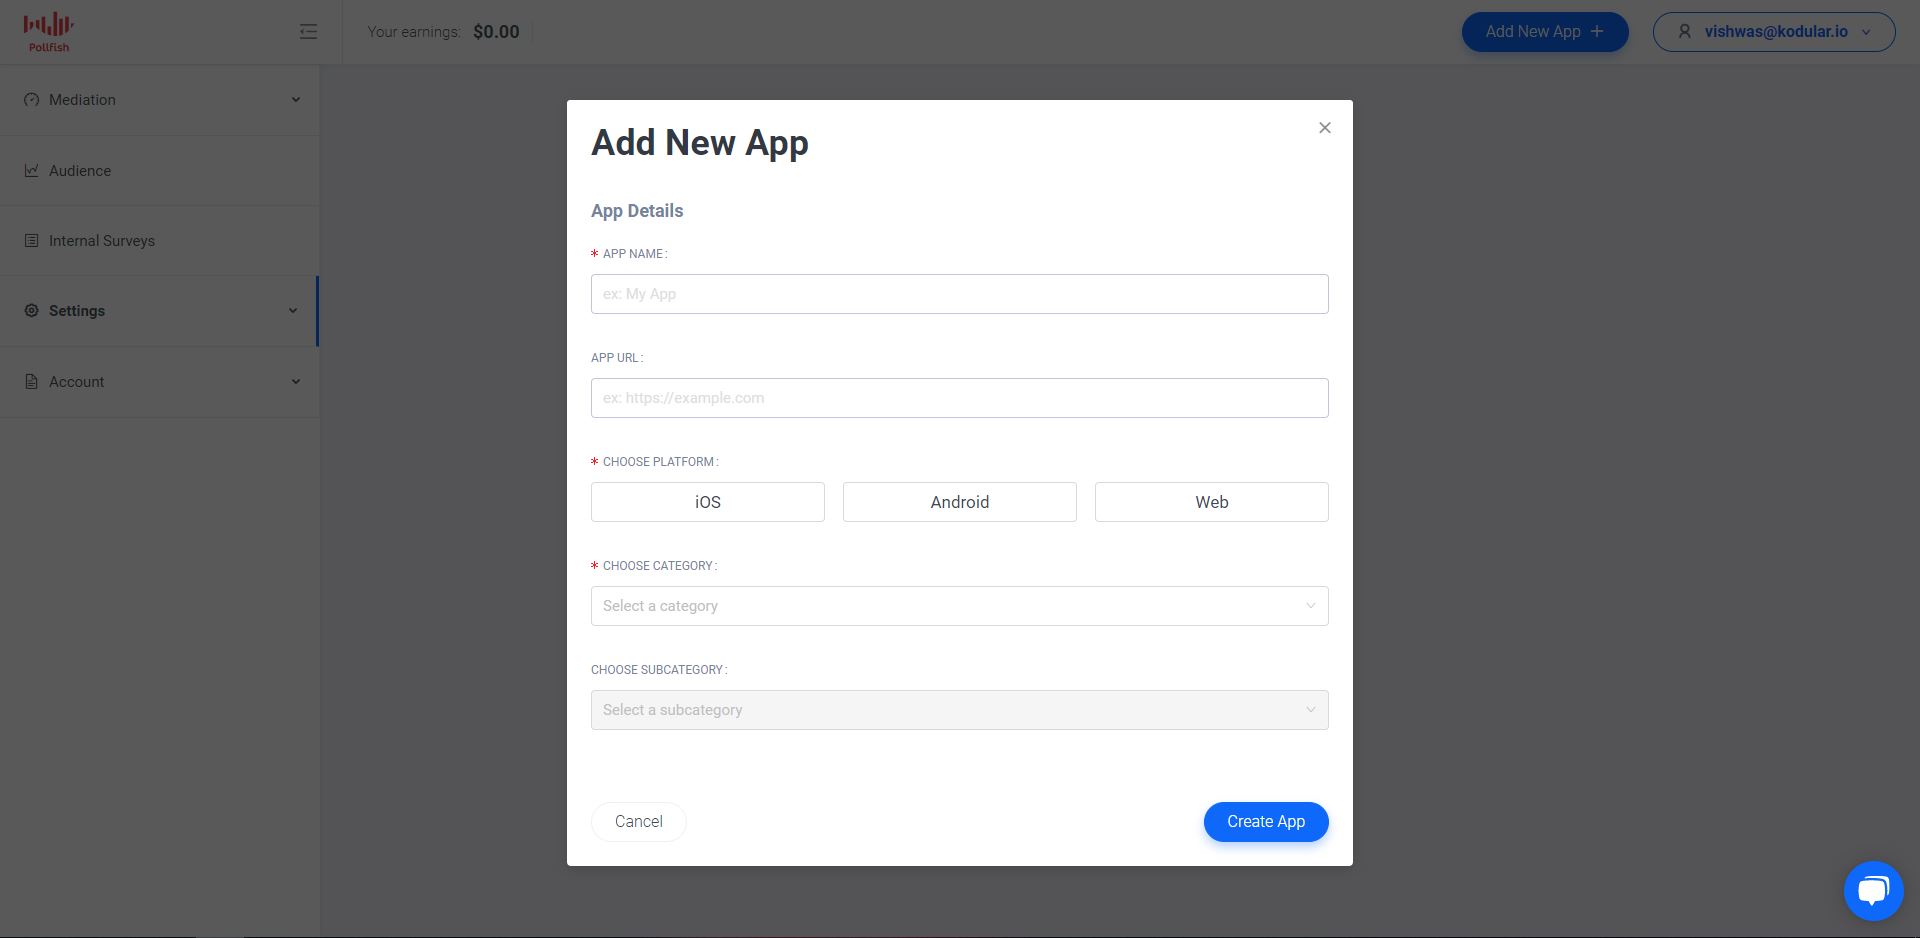 Pollfish
Your earnings: $0.00
Add New App +
vishwas@kodular.io
Mediation
Audience
Internal Surveys
Settings
Account
Add New App
App Details
* APP NAME:
ex: My App
APP URL:
ex: https://example.com
* CHOOSE PLATFORM:
iOS
Android
Web
* CHOOSE CATEGORY:
Select a category
CHOOSE SUBCATEGORY:
Select a subcategory
Cancel
Create App